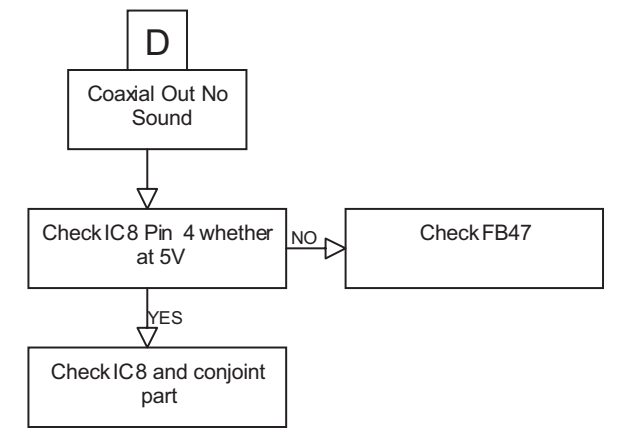 D
Coaxial Out No
Sound
Check IC8 Pin 4 whether
at 5V
NO
Check FB47
YES
Check IC8 and conjoint
part